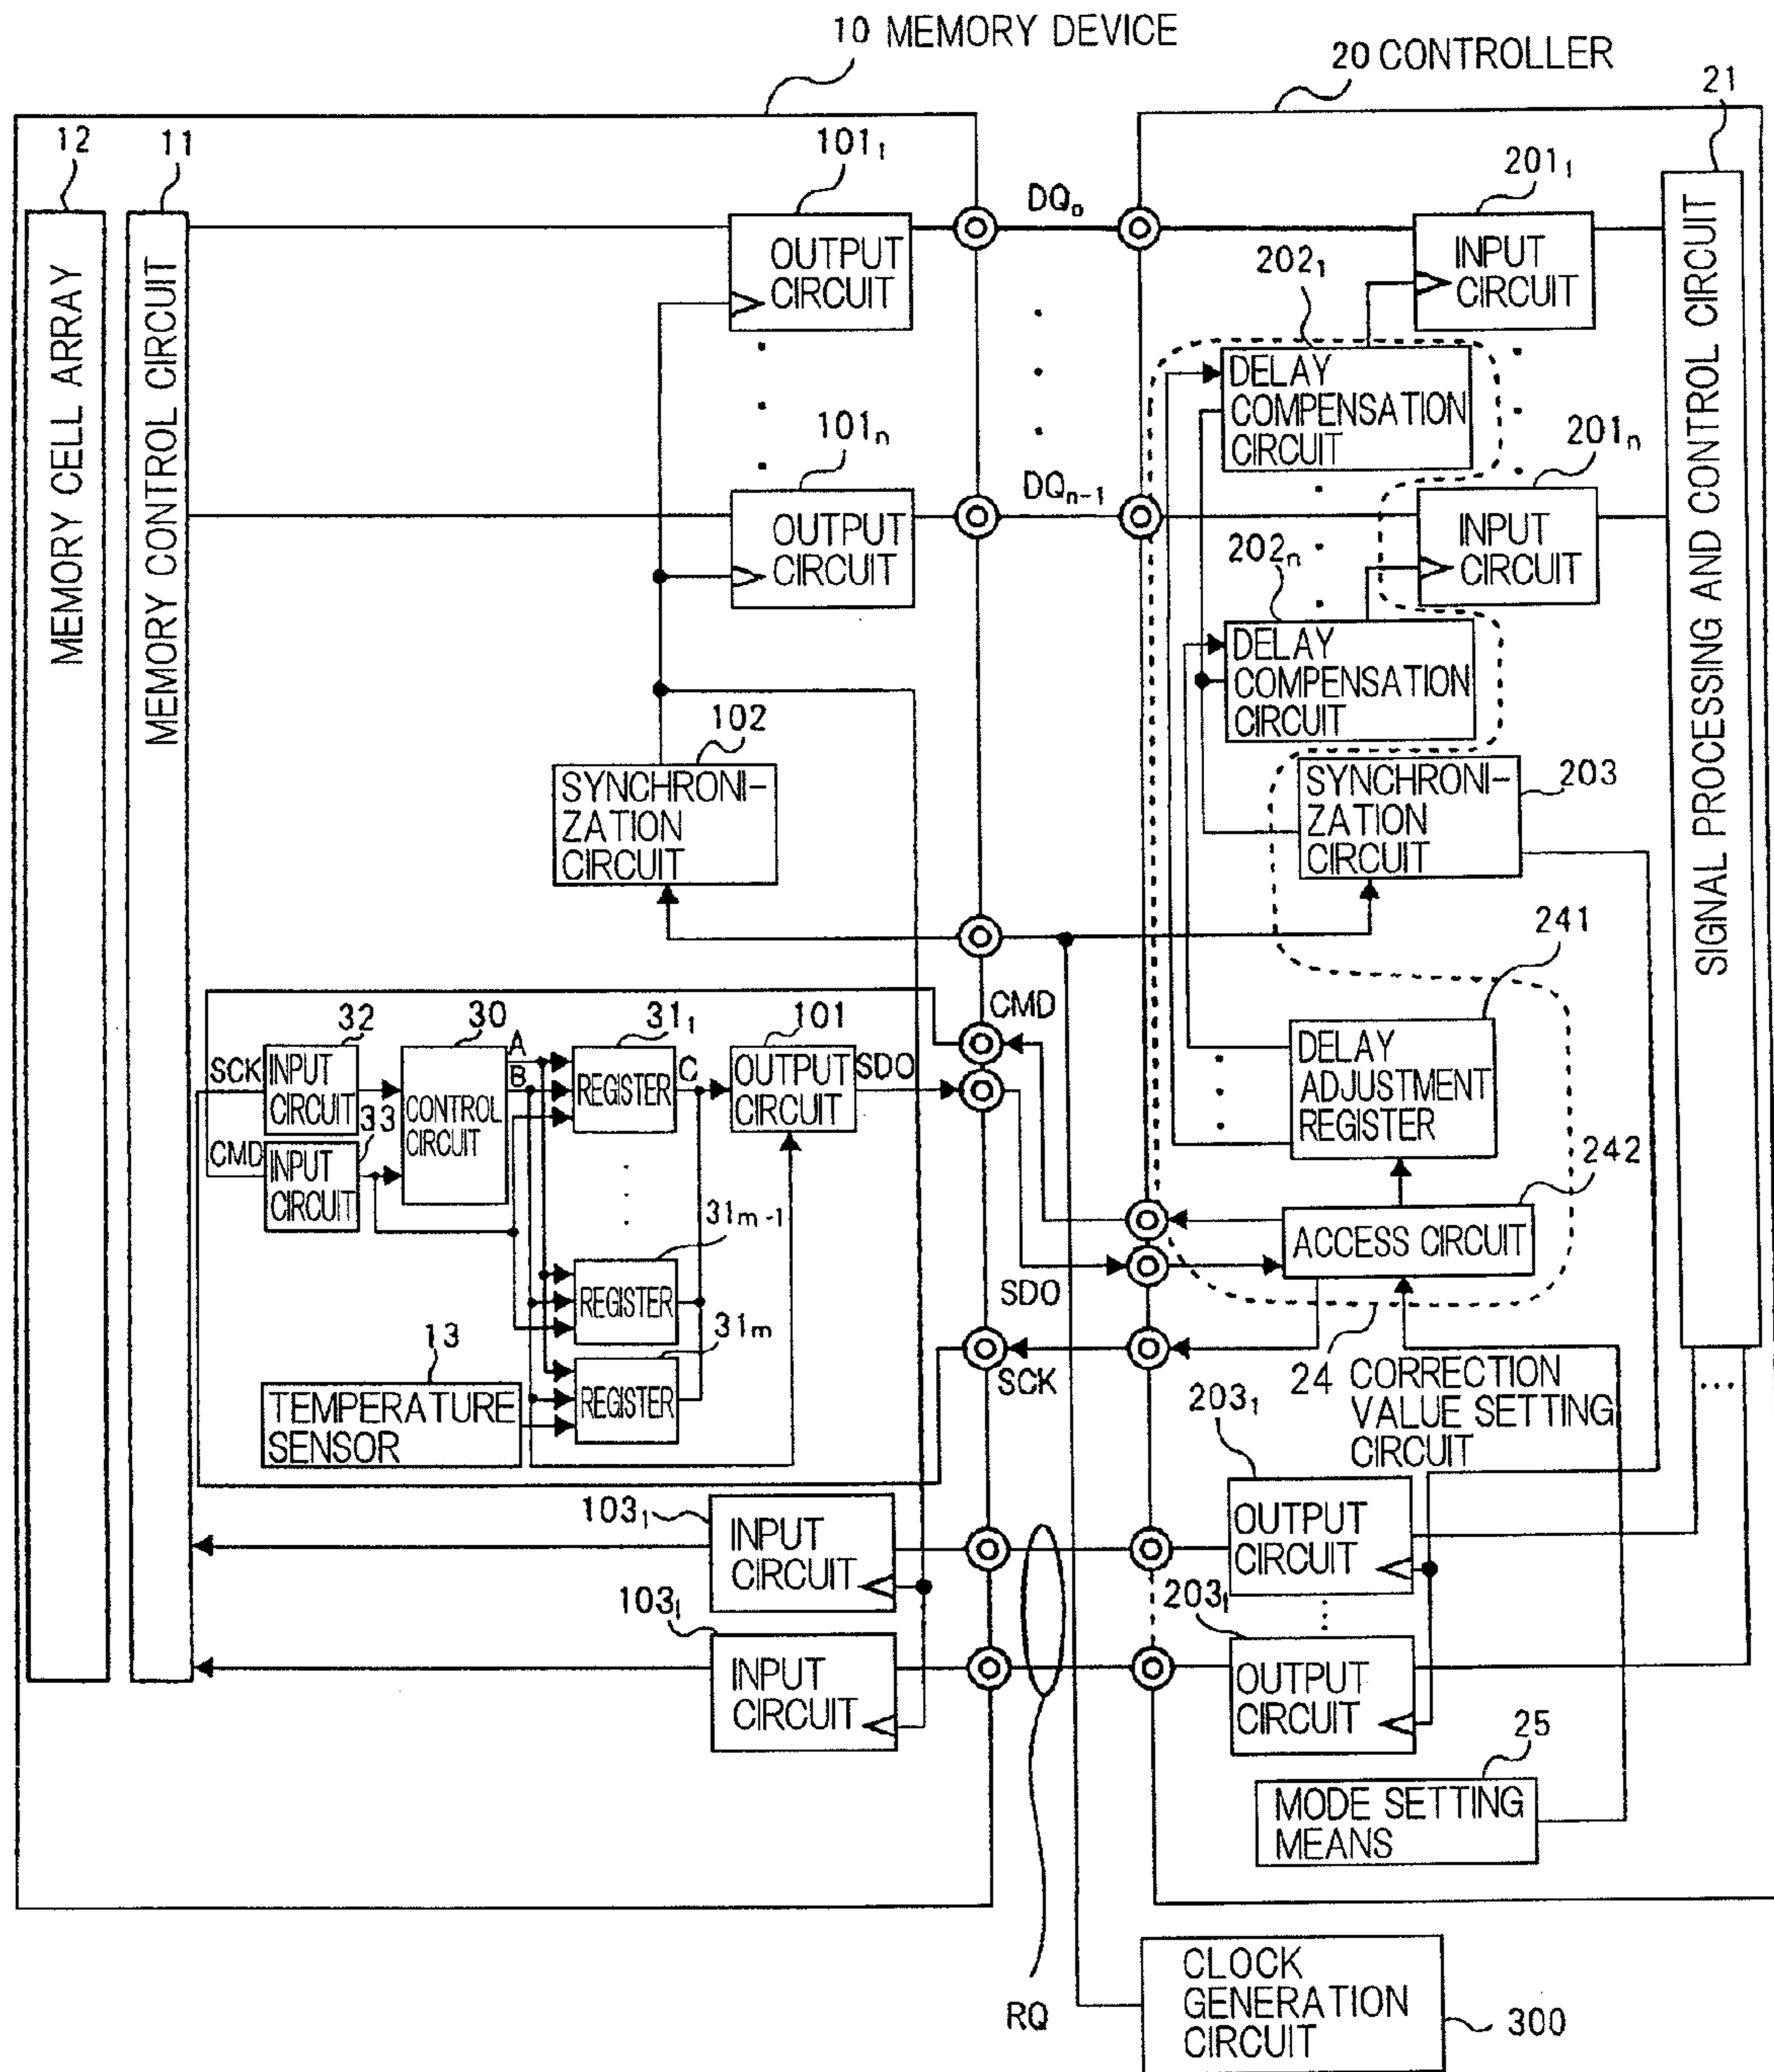 10 MEMORY DEVICE
20 CONTROLLER
21
12
11
101₁
201₁
DQ₀
OUTPUT
CIRCUIT
INPUT
CIRCUIT
202₁
DELAY
COMPENSATION
CIRCUIT
101ₙ
201ₙ
DQₙ₋₁
OUTPUT
CIRCUIT
INPUT
CIRCUIT
202ₙ
DELAY
COMPENSATION
CIRCUIT
MEMORY CELL ARRAY
MEMORY CONTROL CIRCUIT
SIGNAL PROCESSING AND CONTROL CIRCUIT
102
SYNCHRONI-
ZATION
CIRCUIT
203
SYNCHRONI-
ZATION
CIRCUIT
241
DELAY
ADJUSTMENT
REGISTER
242
ACCESS CIRCUIT
CMD
32
30
A
B
31₁
C
101
SCK
INPUT
CIRCUIT
33
CONTROL
CIRCUIT
REGISTER
OUTPUT
CIRCUIT
SDO
CMD
INPUT
CIRCUIT
31m-1
REGISTER
SDO
31m
REGISTER
13
TEMPERATURE
SENSOR
SCK
24 CORRECTION
VALUE SETTING
CIRCUIT
103₁
INPUT
CIRCUIT
203₁
OUTPUT
CIRCUIT
103ₗ
INPUT
CIRCUIT
203ₗ
OUTPUT
CIRCUIT
25
MODE SETTING
MEANS
RQ
CLOCK
GENERATION
CIRCUIT
300